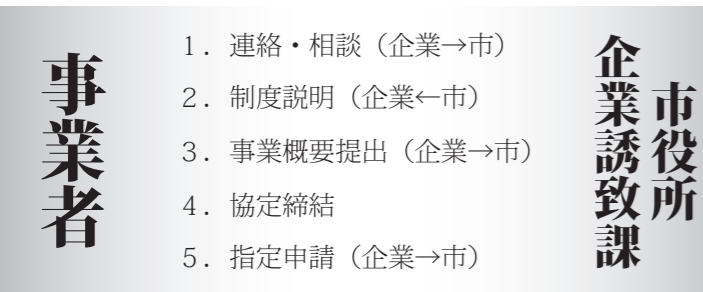 事業者
1．連絡・相談（企業→市）
2．制度説明（企業←市）
3．事業概要提出（企業→市）
4．協定締結
5．指定申請（企業→市）
市役所
企業誘致課